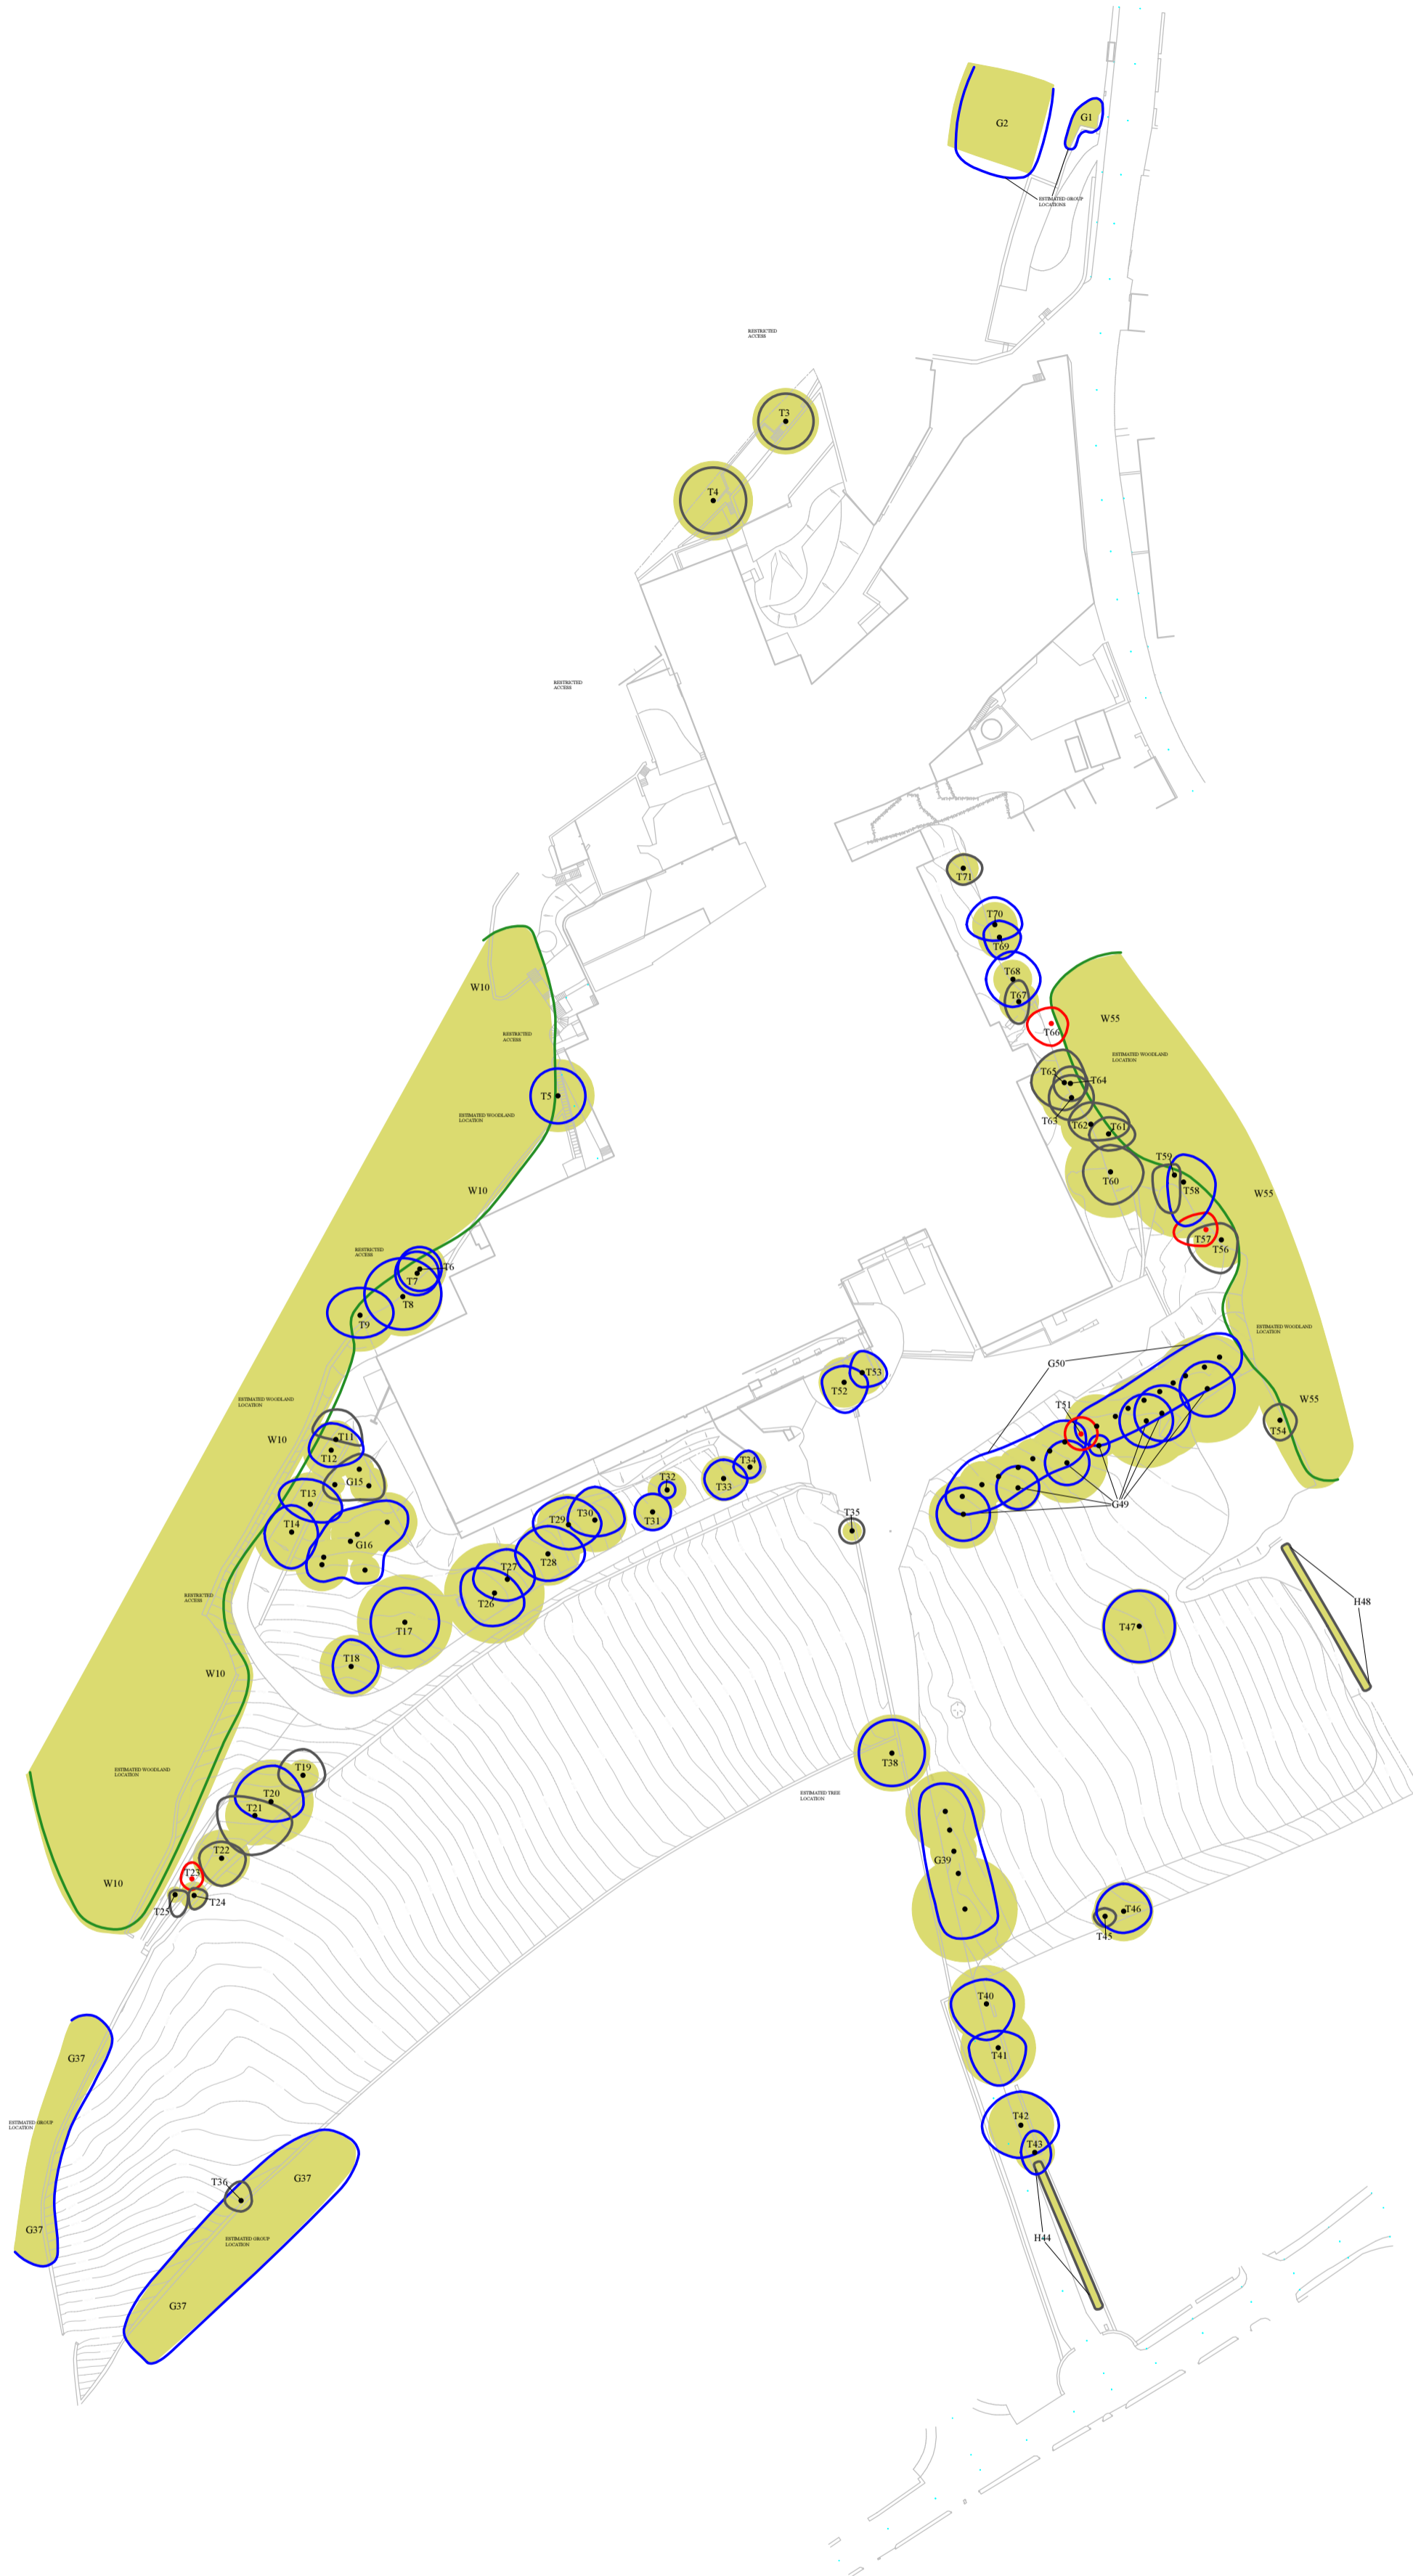 G2
G1
ESTIMATED GROUP
LOCATIONS
RESTRICTED
ACCESS
T3
T4
RESTRICTED
ACCESS
T71
T70
T69
W10
T68
T67
W55
T66
RESTRICTED
ACCESS
ESTIMATED WOODLAND
LOCATION
T65
T64
T5
ESTIMATED WOODLAND
LOCATION
T63
T62
T61
T59
T60
W10
T58
W55
T57
T56
RESTRICTED
ACCESS
T6
T7
T8
T9
ESTIMATED WOODLAND
LOCATION
G50
T53
T52
ESTIMATED WOODLAND
LOCATION
W55
T51
T54
W10
T11
T12
T34
G15
T33
T32
T13
G49
T31
T35
T30
T29
T14
G16
T28
T27
T26
RESTRICTED
ACCESS
H48
T47
T17
T18
W10
T38
T19
ESTIMATED WOODLAND
LOCATION
ESTIMATED TREE
LOCATION
T20
T21
T22
G39
T23
W10
T24
T25
T46
T45
T40
T41
G37
T42
ESTIMATED GROUP
LOCATION
T43
G37
T36
G37
ESTIMATED GROUP
LOCATION
H44
G37